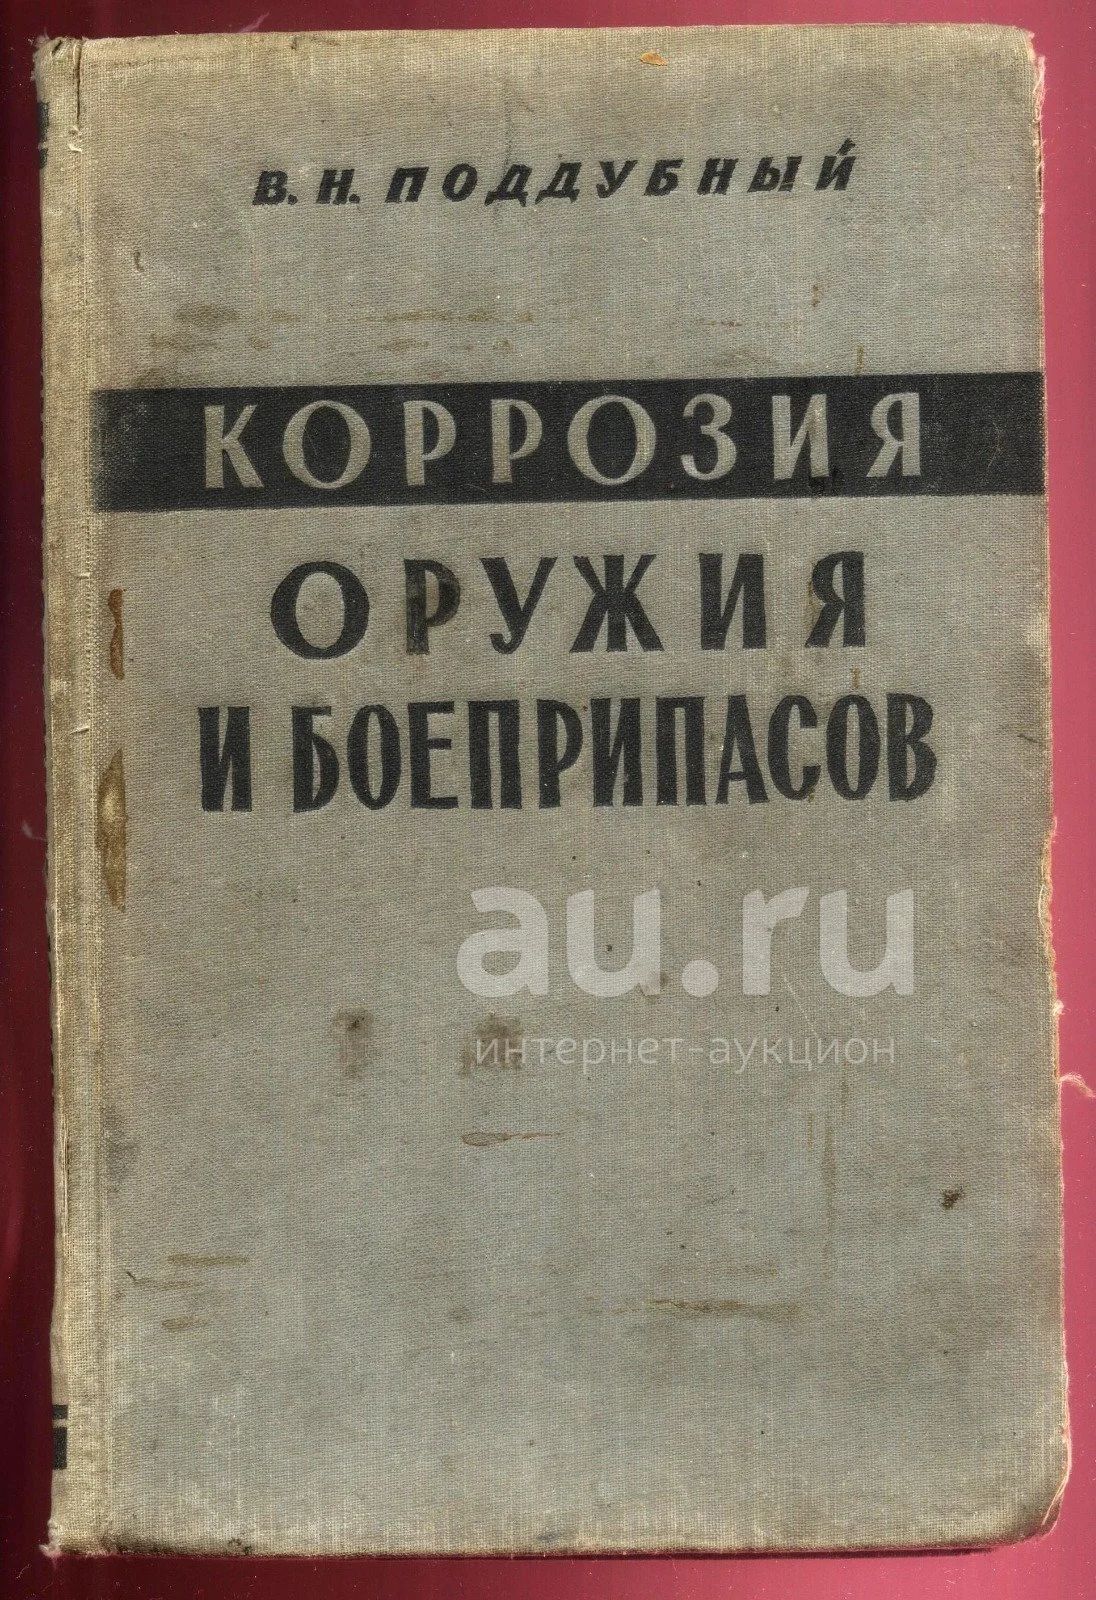 В. Н. ПОДДУБНЫЙ
КОРРОЗИЯ
ОРУЖИЯ
И БОЕПРИПАСОВ
au.ru
интернет-аукцион